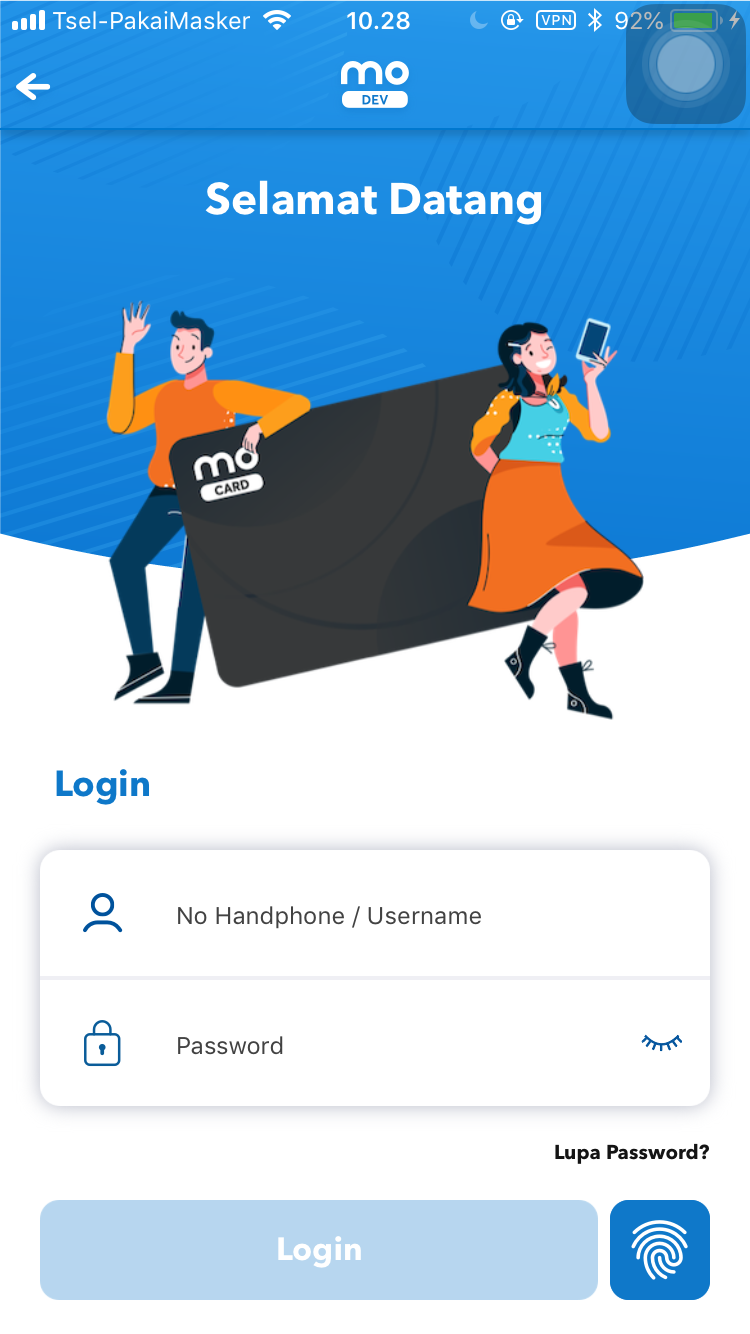 Tsel-PakaiMasker 10.28 VPN 92%
mo
DEV
Selamat Datang
mo
CARD
Login
No Handphone / Username
Password
Lupa Password?
Login